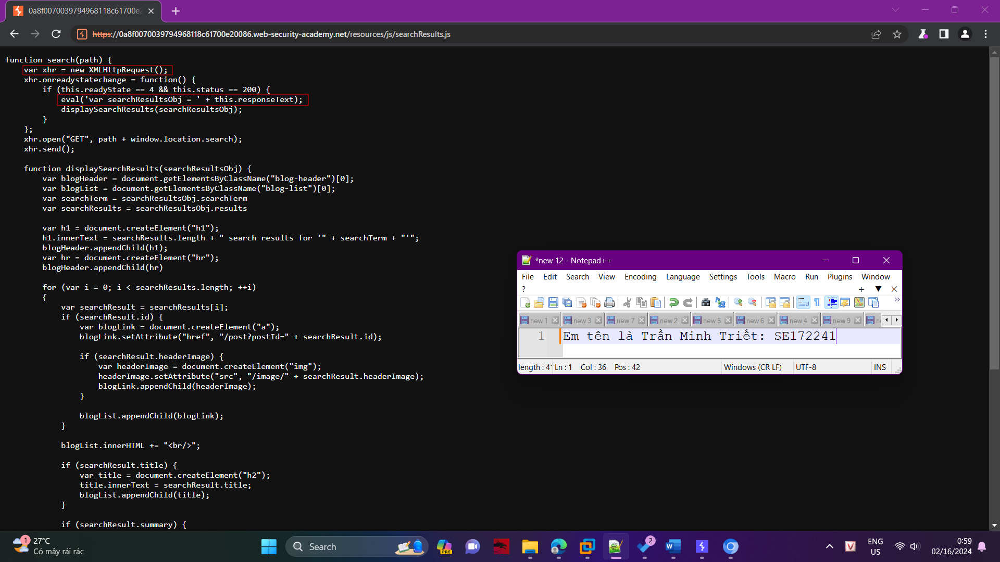 0a8f0070039794968118c61700e2
https://0a8f0070039794968118c61700e20086.web-security-academy.net/resources/js/searchResults.js
function search(path) {
    var xhr = new XMLHttpRequest();
    xhr.onreadystatechange = function() {
        if (this.readyState == 4 && this.status == 200) {
            eval('var searchResultsObj = ' + this.responseText);
            displaySearchResults(searchResultsObj);
        }
    };
    xhr.open("GET", path + window.location.search);
    xhr.send();
    function displaySearchResults(searchResultsObj) {
        var blogHeader = document.getElementsByClassName("blog-header")[0];
        var blogList = document.getElementsByClassName("blog-list")[0];
        var searchTerm = searchResultsObj.searchTerm
        var searchResults = searchResultsObj.results
        var h1 = document.createElement("h1");
        h1.innerText = searchResults.length + " search results for '" + searchTerm + "'";
        blogHeader.appendChild(h1);
        var hr = document.createElement("hr");
        blogHeader.appendChild(hr)
        for (var i = 0; i < searchResults.length; ++i)
        {
            var searchResult = searchResults[i];
            if (searchResult.id) {
                var blogLink = document.createElement("a");
                blogLink.setAttribute("href", "/post?postId=" + searchResult.id);
                if (searchResult.headerImage) {
                    var headerImage = document.createElement("img");
                    headerImage.setAttribute("src", "/image/" + searchResult.headerImage);
                    blogLink.appendChild(headerImage);
                }
                blogList.appendChild(blogLink);
            }
            blogList.innerHTML += "<br/>";
            if (searchResult.title) {
                var title = document.createElement("h2");
                title.innerText = searchResult.title;
                blogList.appendChild(title);
            }
            if (searchResult.summary) {
*new 12 - Notepad++
File Edit Search View Encoding Language Settings Tools Macro Run Plugins Window
?
new 1 new 3 new 7 new 2 new 5 new 6 new 4 new 9
1 Em tên là Trần Minh Triết: SE172241
length : 41 Ln : 1 Col : 36 Pos : 42 Windows (CR LF) UTF-8 INS
1 27°C
Có mây rải rác
Search
PRE
2
ENG
US
0:59
02/16/2024